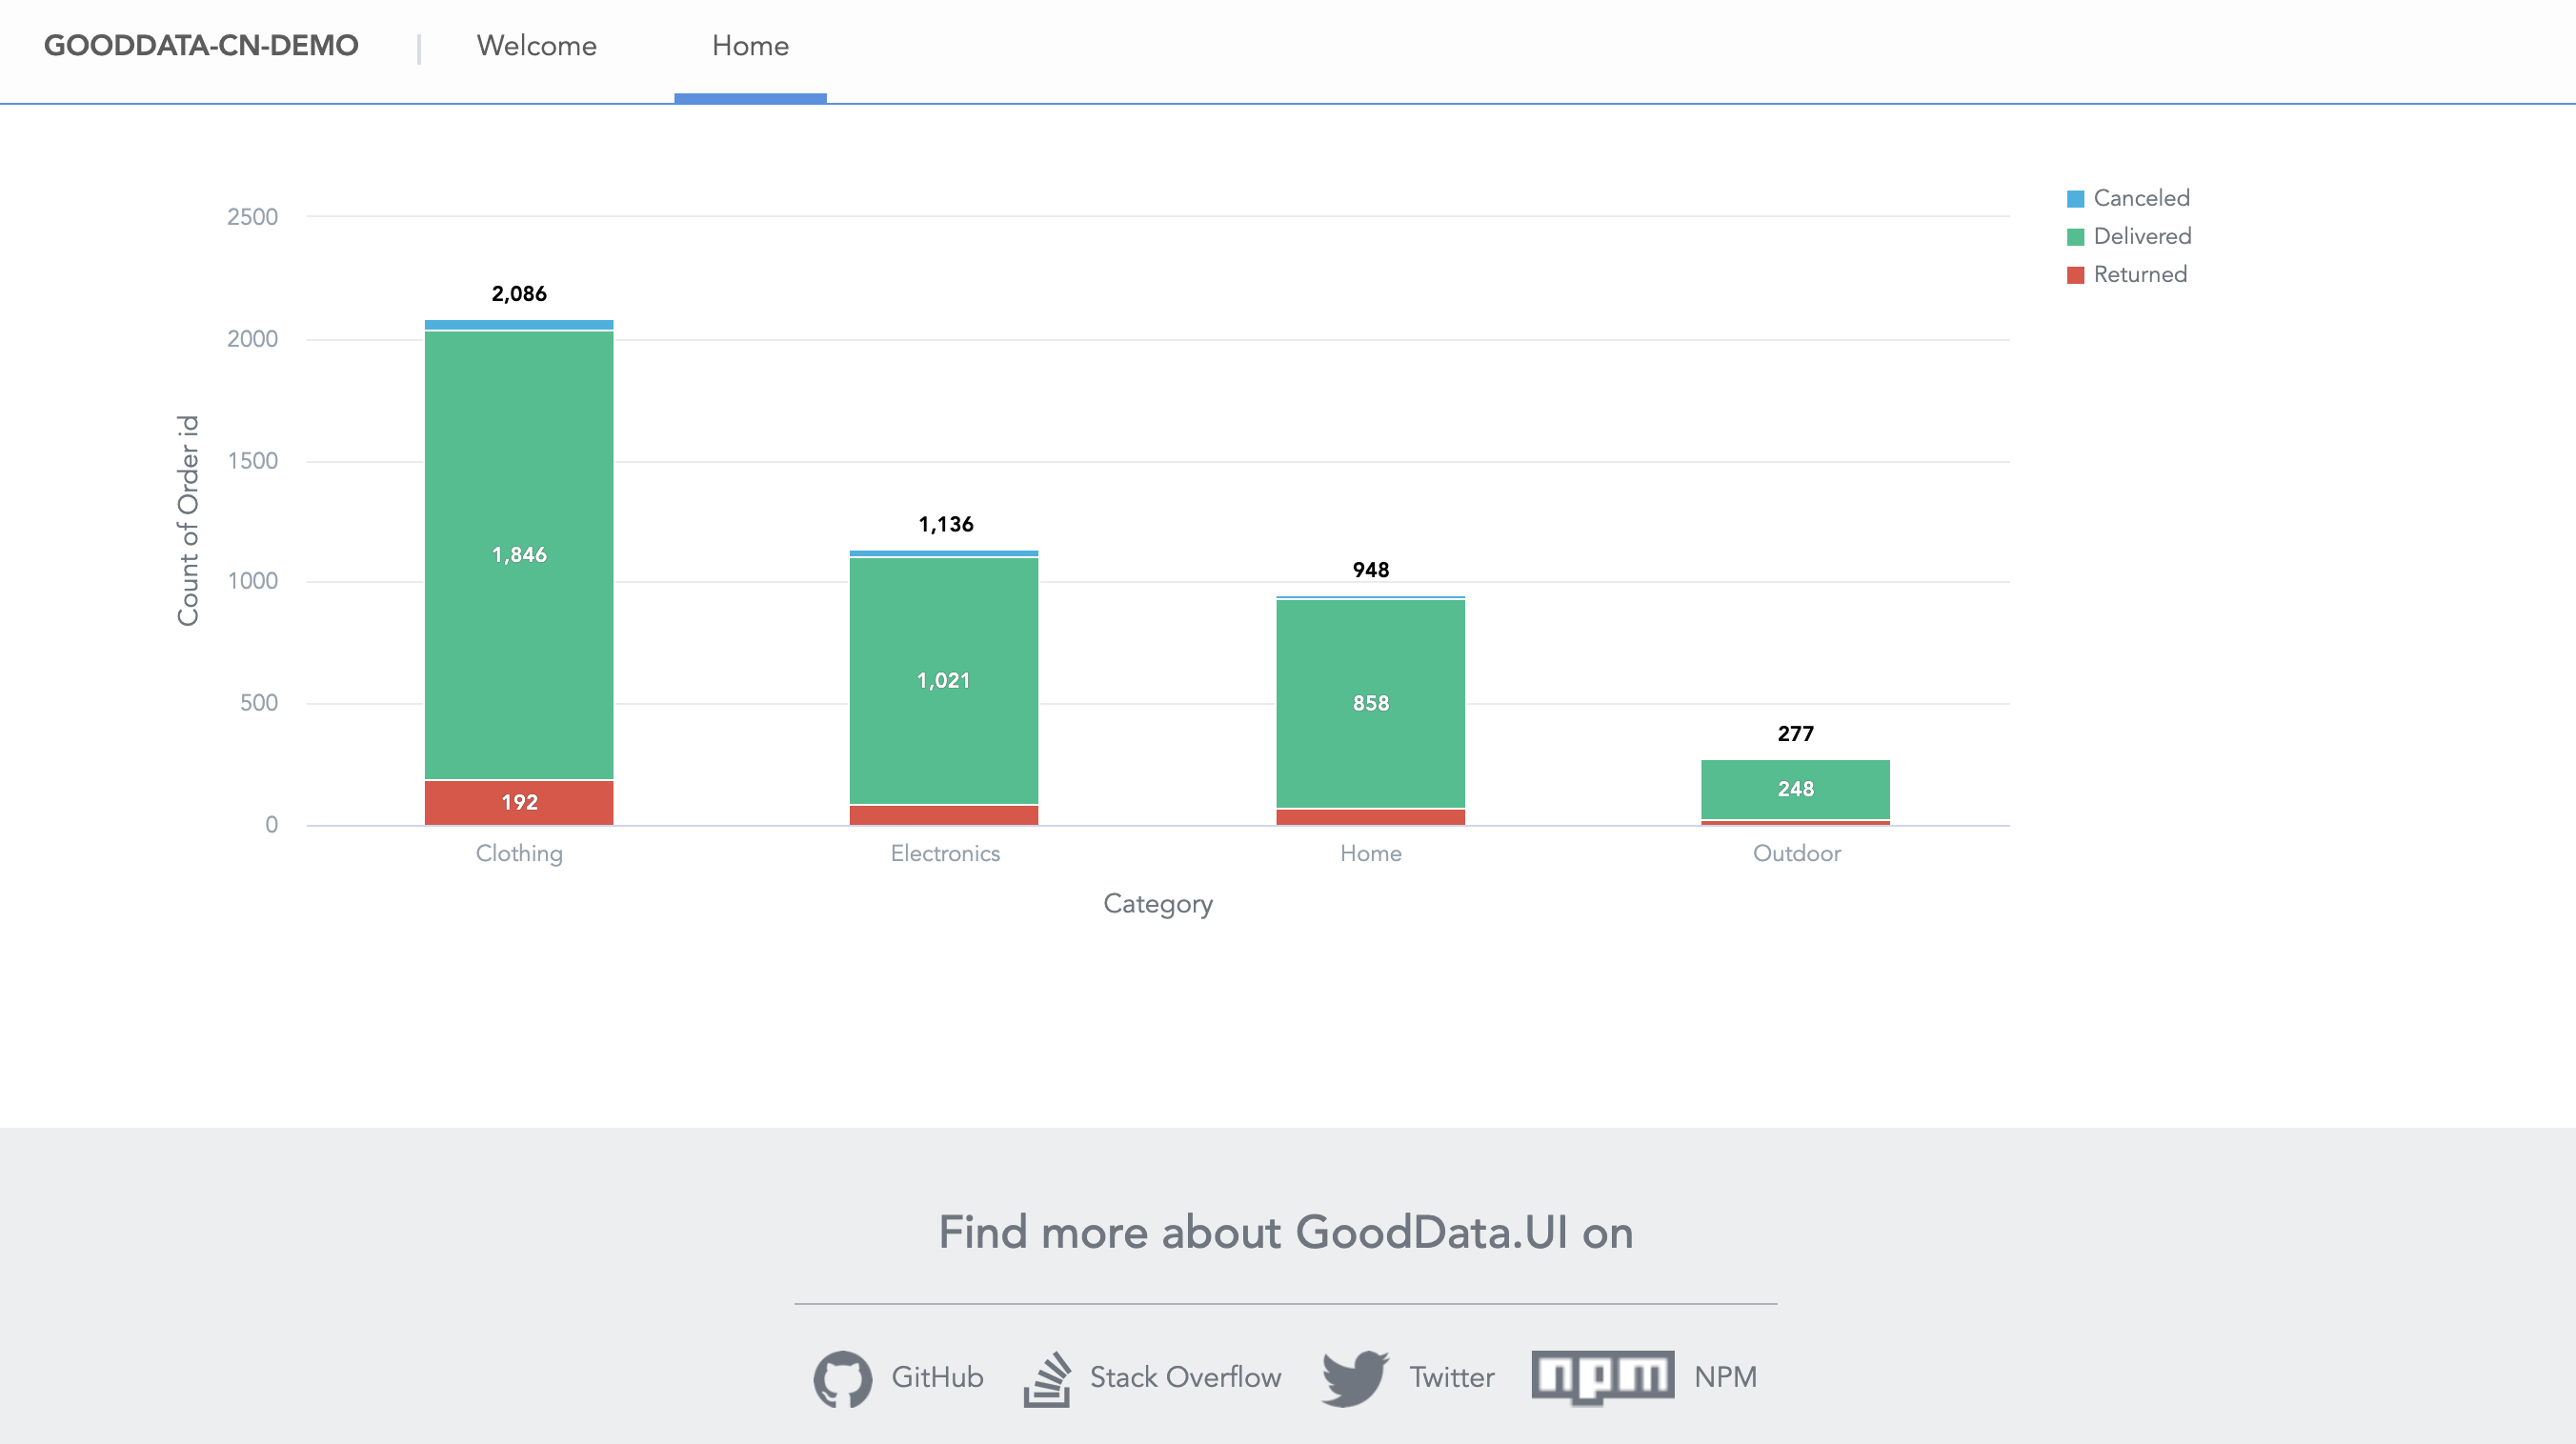 GOODDATA-CN-DEMO | Welcome Home
Canceled
Delivered
Returned
Count of Order id
2500
2000
1500
1000
500
0
2,086
1,846
192
1,136
1,021
948
858
277
248
Clothing Electronics Home Outdoor
Category
Find more about GoodData.UI on
GitHub Stack Overflow Twitter npm NPM